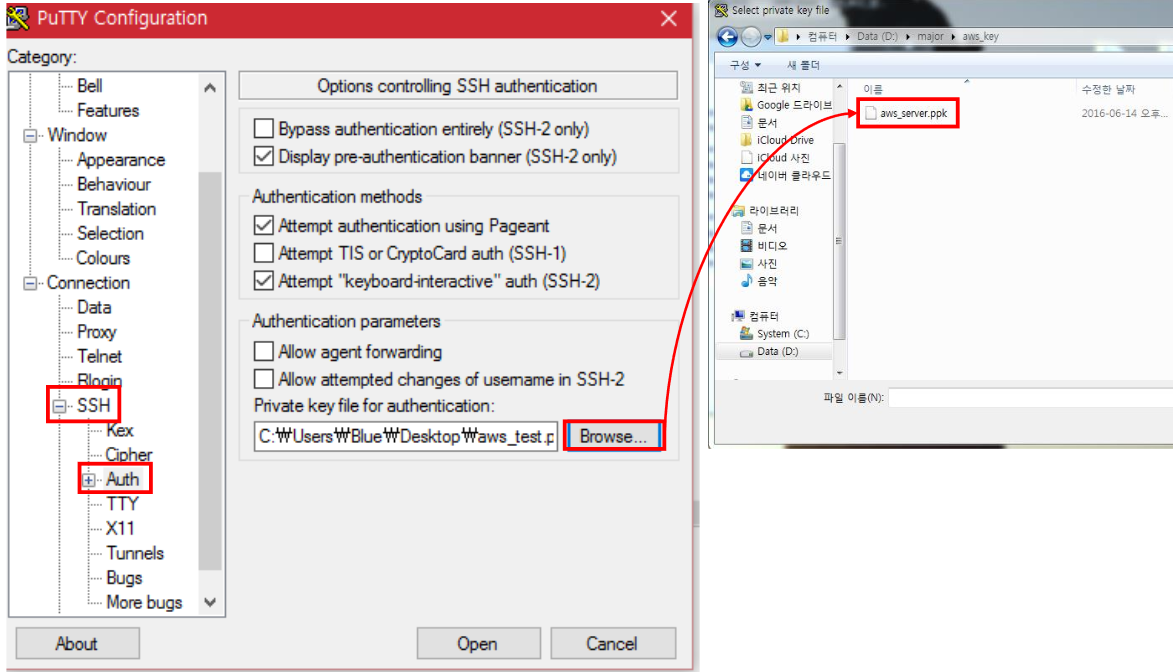 PuTTY Configuration
Category:
Bell
Features
Window
Appearance
Behaviour
Translation
Selection
Colours
Connection
Data
Proxy
Telnet
Rlogin
SSH
Kex
Cipher
Auth
TTY
X11
Tunnels
Bugs
More bugs
Options controlling SSH authentication
Bypass authentication entirely (SSH-2 only)
Display pre-authentication banner (SSH-2 only)
Authentication methods
Attempt authentication using Pageant
Attempt TIS or CryptoCard auth (SSH-1)
Attempt "keyboard-interactive" auth (SSH-2)
Authentication parameters
Allow agent forwarding
Allow attempted changes of username in SSH-2
Private key file for authentication:
C:₩Users₩Blue₩Desktop₩aws_test.p Browse...
About Open Cancel
Select private key file
컴퓨터 Data (D:) major aws_key
구성 새 폴더
최근 위치
Google 드라이브
문서
iCloud Drive
iCloud 사진
네이버 클라우드
라이브러리
문서
비디오
사진
음악
컴퓨터
System (C:)
Data (D:)
이름 수정한 날짜
aws_server.ppk 2016-06-14 오후...
파일 이름(N):